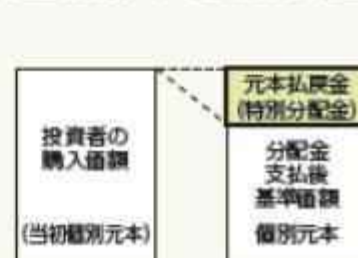 投資者の
購入価額
(当初個別元本)
元本払戻金
(特別分配金)
分配金
支払後
基準価額
個別元本